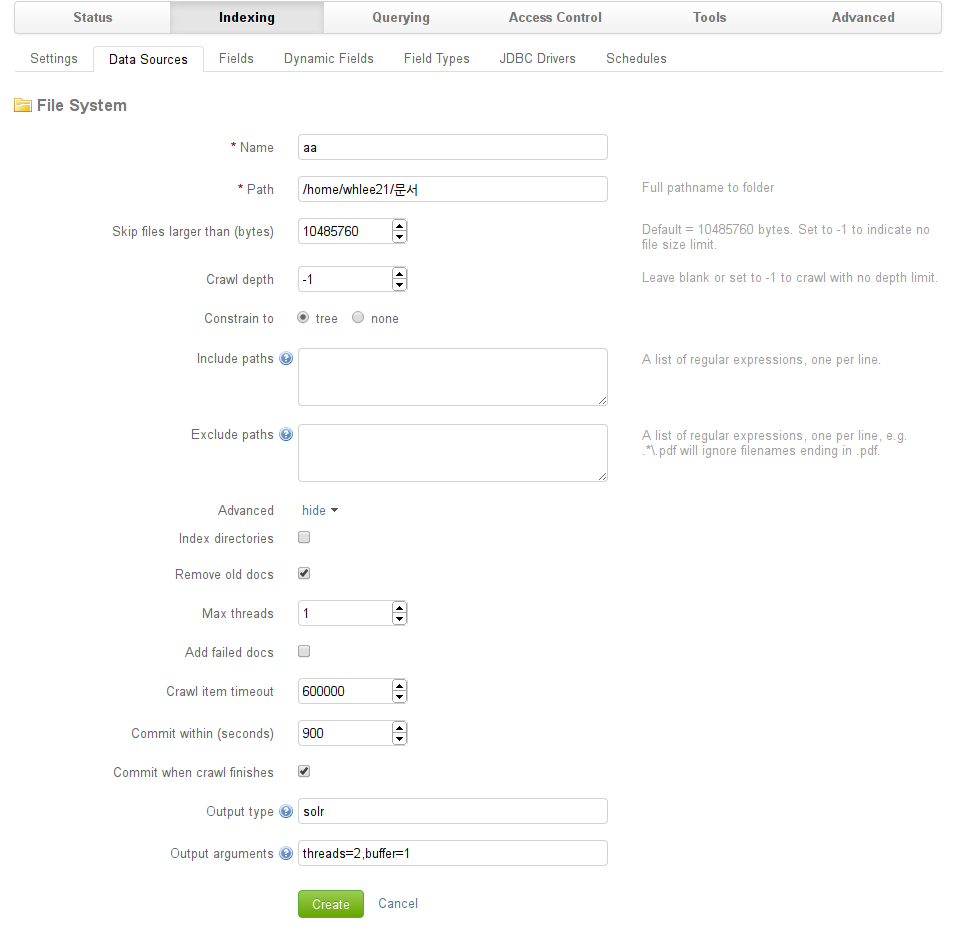 Status Indexing Querying Access Control Tools Advanced
Settings Data Sources Fields Dynamic Fields Field Types JDBC Drivers Schedules
File System
* Name aa
* Path /home/whlee21/문서 Full pathname to folder
Skip files larger than (bytes) 10485760 Default = 10485760 bytes. Set to -1 to indicate no
file size limit.
Crawl depth -1 Leave blank or set to -1 to crawl with no depth limit.
Constrain to tree none
Include paths A list of regular expressions, one per line.
Exclude paths A list of regular expressions, one per line, e.g.
.*\.pdf will ignore filenames ending in .pdf.
Advanced hide
Index directories
Remove old docs
Max threads 1
Add failed docs
Crawl item timeout 600000
Commit within (seconds) 900
Commit when crawl finishes
Output type solr
Output arguments threads=2,buffer=1
Create Cancel